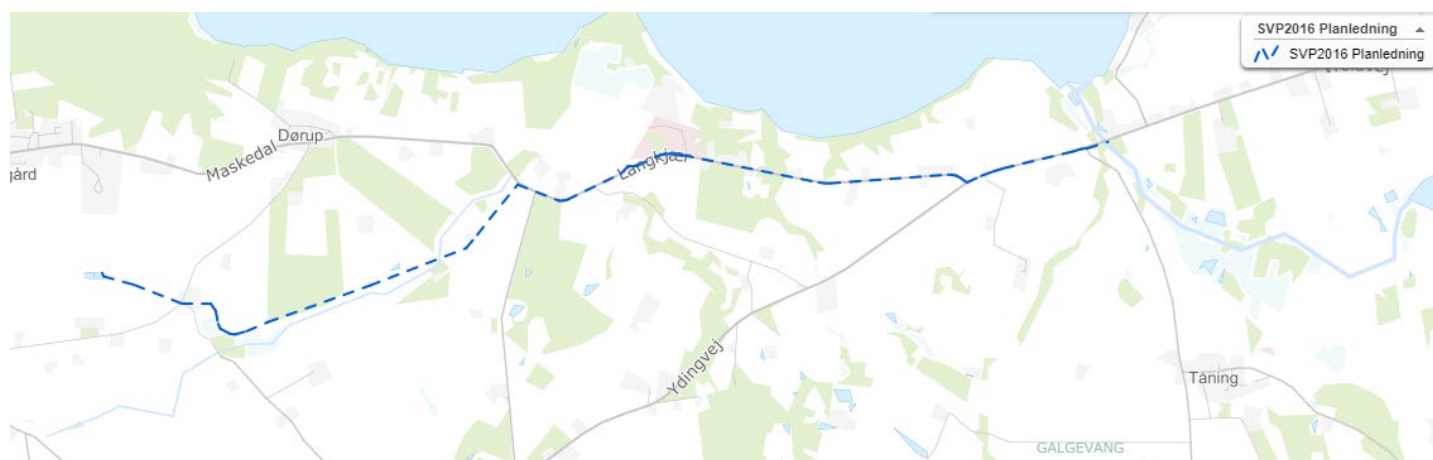 SVP2016 Planledning
SVP2016 Planledning
Dørup
Maskedal
gård
Langkjær
Ydingvej
Tåning
GALGEVANG